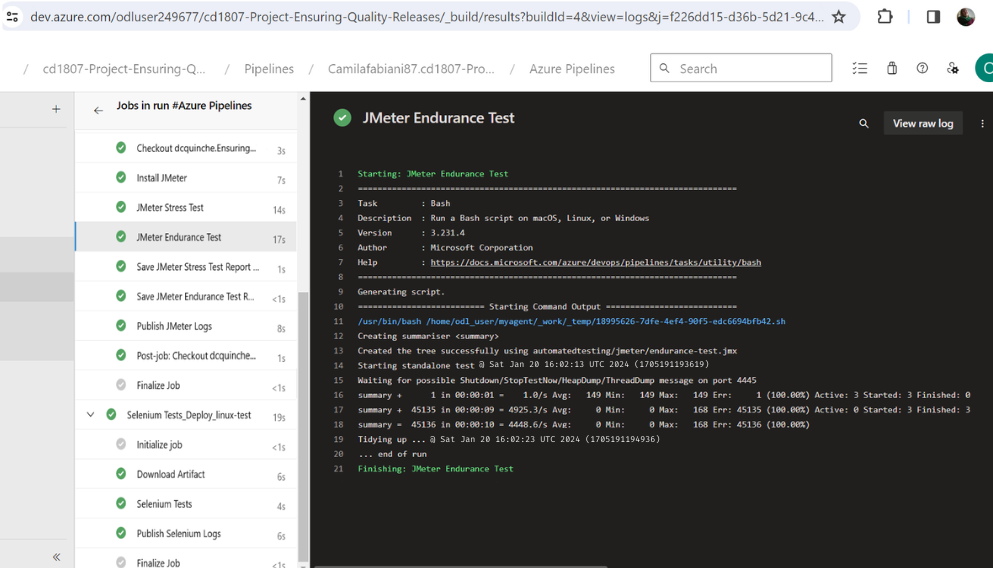 dev.azure.com/odluser249677/cd1807-Project-Ensuring-Quality-Releases/_build/results?buildId=4&view=logs&j=f226dd15-d36b-5d21-9c4...
/ cd1807-Project-Ensuring-Q... / Pipelines / Camilafabiani87.cd1807-Pro... / Azure Pipelines
Search
Jobs in run #Azure Pipelines
Checkout dcquinche.Ensuring... 3s
Install JMeter 7s
JMeter Stress Test 14s
JMeter Endurance Test 17s
Save JMeter Stress Test Report ... 1s
Save JMeter Endurance Test R... <1s
Publish JMeter Logs 8s
Post-job: Checkout dcquinche... 1s
Finalize Job <1s
Selenium Tests_Deploy_linux-test 19s
Initialize job <1s
Download Artifact 6s
Selenium Tests 4s
Publish Selenium Logs 6s
Finalize Job <1s
JMeter Endurance Test
View raw log
1 Starting: JMeter Endurance Test
2 ==============================================================================
3 Task : Bash
4 Description : Run a Bash script on macOS, Linux, or Windows
5 Version : 3.231.4
6 Author : Microsoft Corporation
7 Help : https://docs.microsoft.com/azure/devops/pipelines/tasks/utility/bash
8 ==============================================================================
9 Generating script.
10 ========================== Starting Command Output ===========================
11 /usr/bin/bash /home/odl_user/myagent/_work/_temp/18995626-7dfe-4ef4-90f5-edc6694bfb42.sh
12 Creating summariser <summary>
13 Created the tree successfully using automatedtesting/jmeter/endurance-test.jmx
14 Starting standalone test @ Sat Jan 20 16:02:13 UTC 2024 (1705191193619)
15 Waiting for possible Shutdown/StopTestNow/HeapDump/ThreadDump message on port 4445
16 summary + 1 in 00:00:01 = 1.0/s Avg: 149 Min: 149 Max: 149 Err: 1 (100.00%) Active: 3 Started: 3 Finished: 0
17 summary + 45135 in 00:00:09 = 4925.3/s Avg: 0 Min: 0 Max: 168 Err: 45135 (100.00%) Active: 0 Started: 3 Finished: 3
18 summary = 45136 in 00:00:10 = 4448.6/s Avg: 0 Min: 0 Max: 168 Err: 45136 (100.00%)
19 Tidying up ... @ Sat Jan 20 16:02:23 UTC 2024 (1705191194936)
20 ... end of run
21 Finishing: JMeter Endurance Test